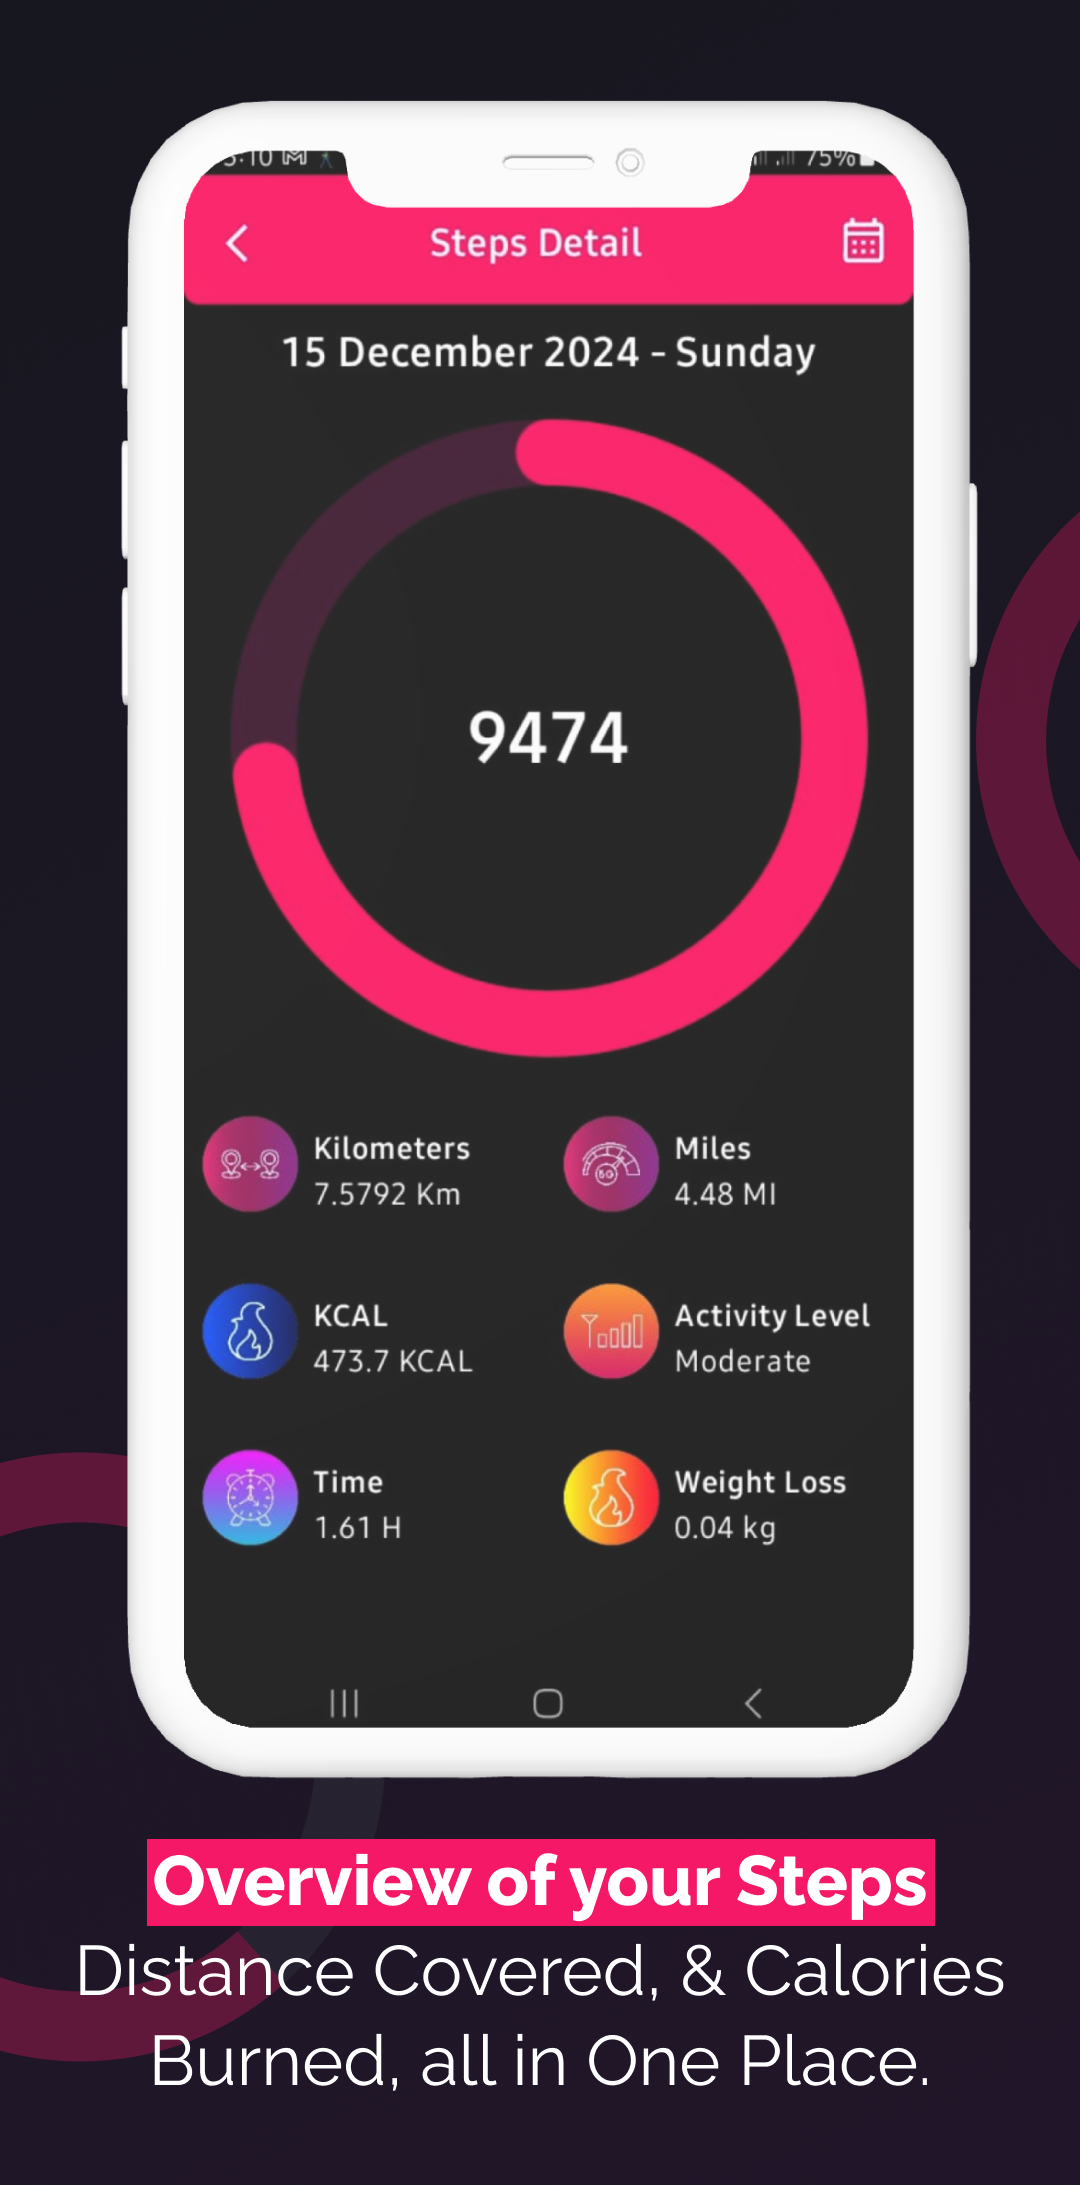 75%
Steps Detail
15 December 2024 - Sunday
9474
Kilometers
7.5792 Km
Miles
4.48 MI
KCAL
473.7 KCAL
Activity Level
Moderate
Time
1.61 H
Weight Loss
0.04 kg
Overview of your Steps
Distance Covered, & Calories
Burned, all in One Place.